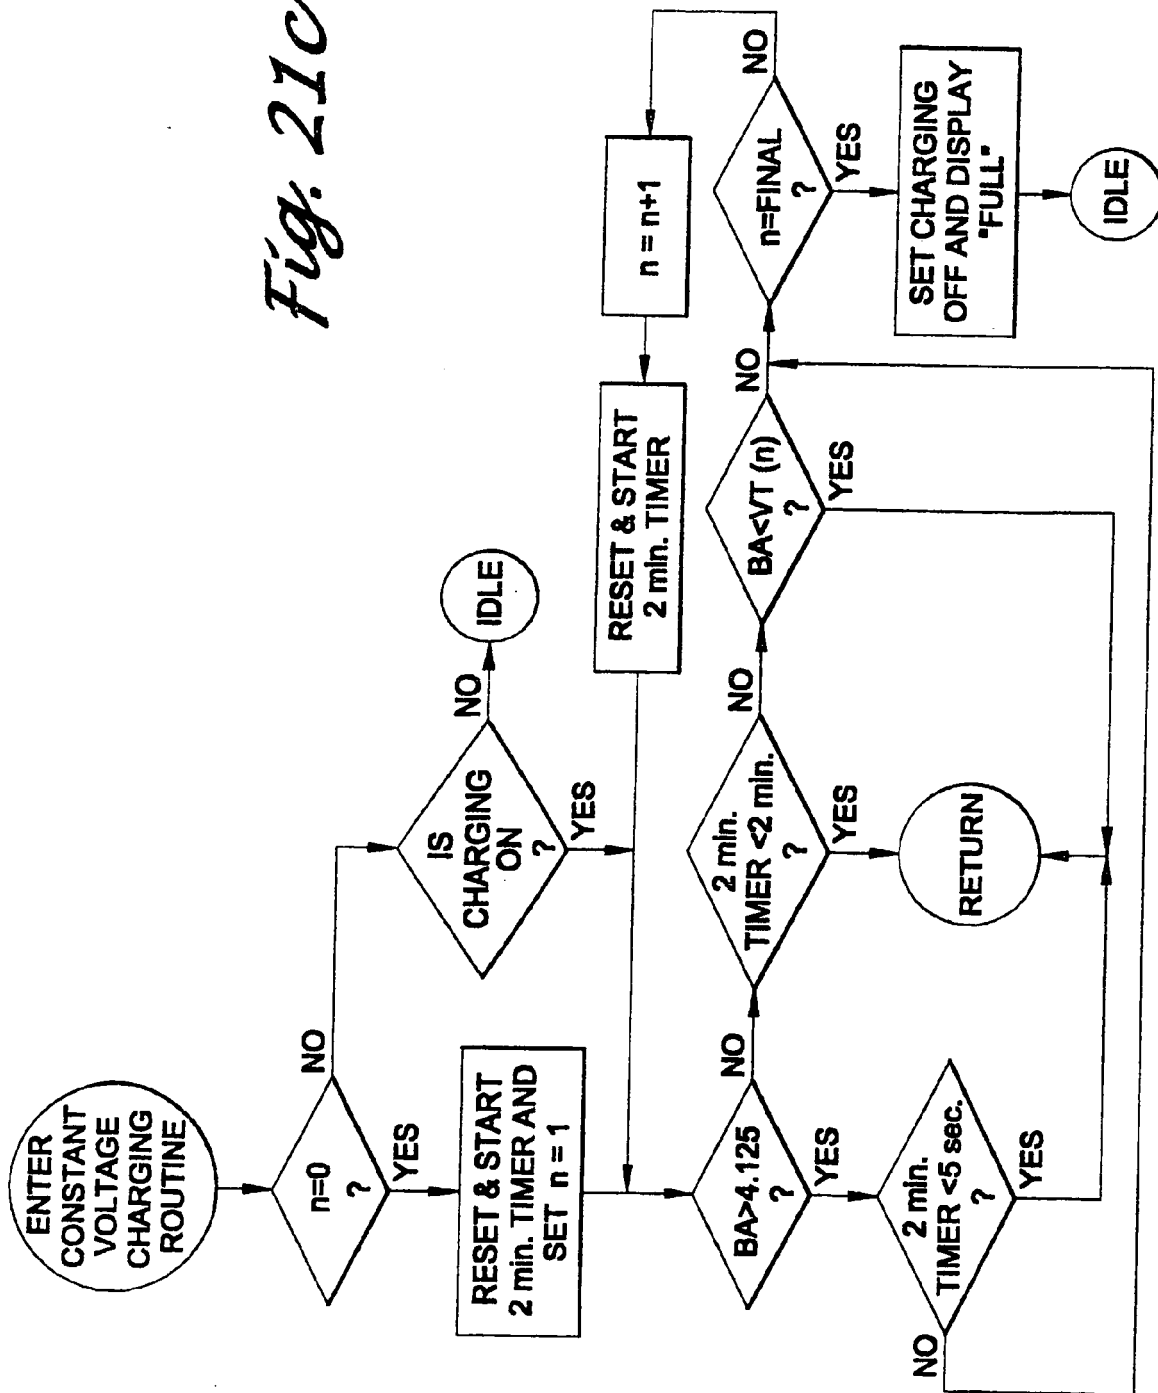 Fig. 21c
ENTER
CONSTANT
VOLTAGE
CHARGING
ROUTINE
n=0
?
NO
YES
IS
CHARGING
ON
?
NO
IDLE
YES
RESET & START
2 min. TIMER AND
SET n = 1
BA>4.125
?
NO
YES
2 min.
TIMER <5 sec.
?
NO
YES
2 min.
TIMER <2 min.
?
NO
YES
RETURN
BA<VT (n)
?
NO
YES
n=FINAL
?
NO
YES
n = n+1
RESET & START
2 min. TIMER
SET CHARGING
OFF AND DISPLAY
"FULL"
IDLE